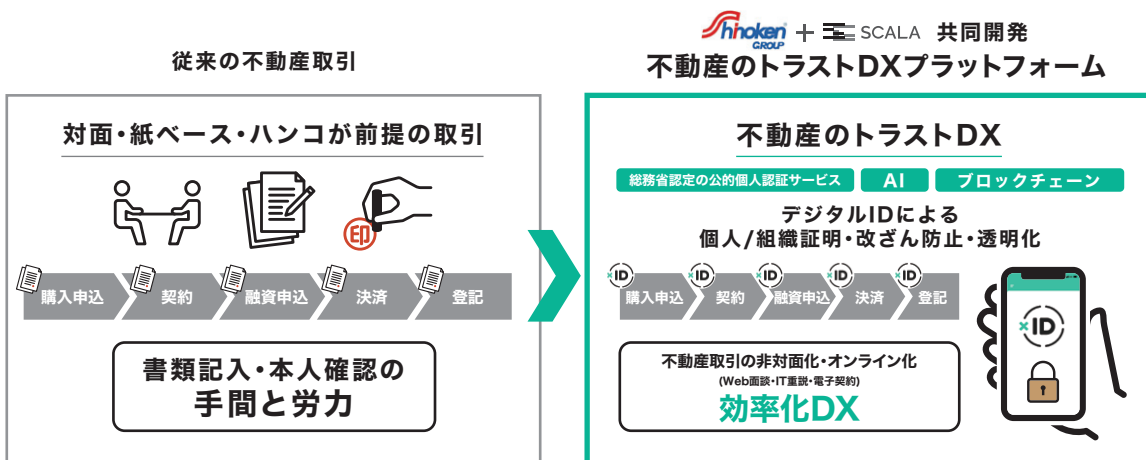 従来の不動産取引
対面・紙ベース・ハンコが前提の取引
印
購入申込 契約 融資申込 決済 登記
書類記入・本人確認の
手間と労力
Shinoken GROUP + SCALA 共同開発
不動産のトラストDXプラットフォーム
不動産のトラストDX
総務省認定の公的個人認証サービス AI ブロックチェーン
デジタルIDによる
個人/組織証明・改ざん防止・透明化
×ID ×ID ×ID ×ID ×ID
購入申込 契約 融資申込 決済 登記
×ID
不動産取引の非対面化・オンライン化
(Web面談・IT重説・電子契約)
効率化DX